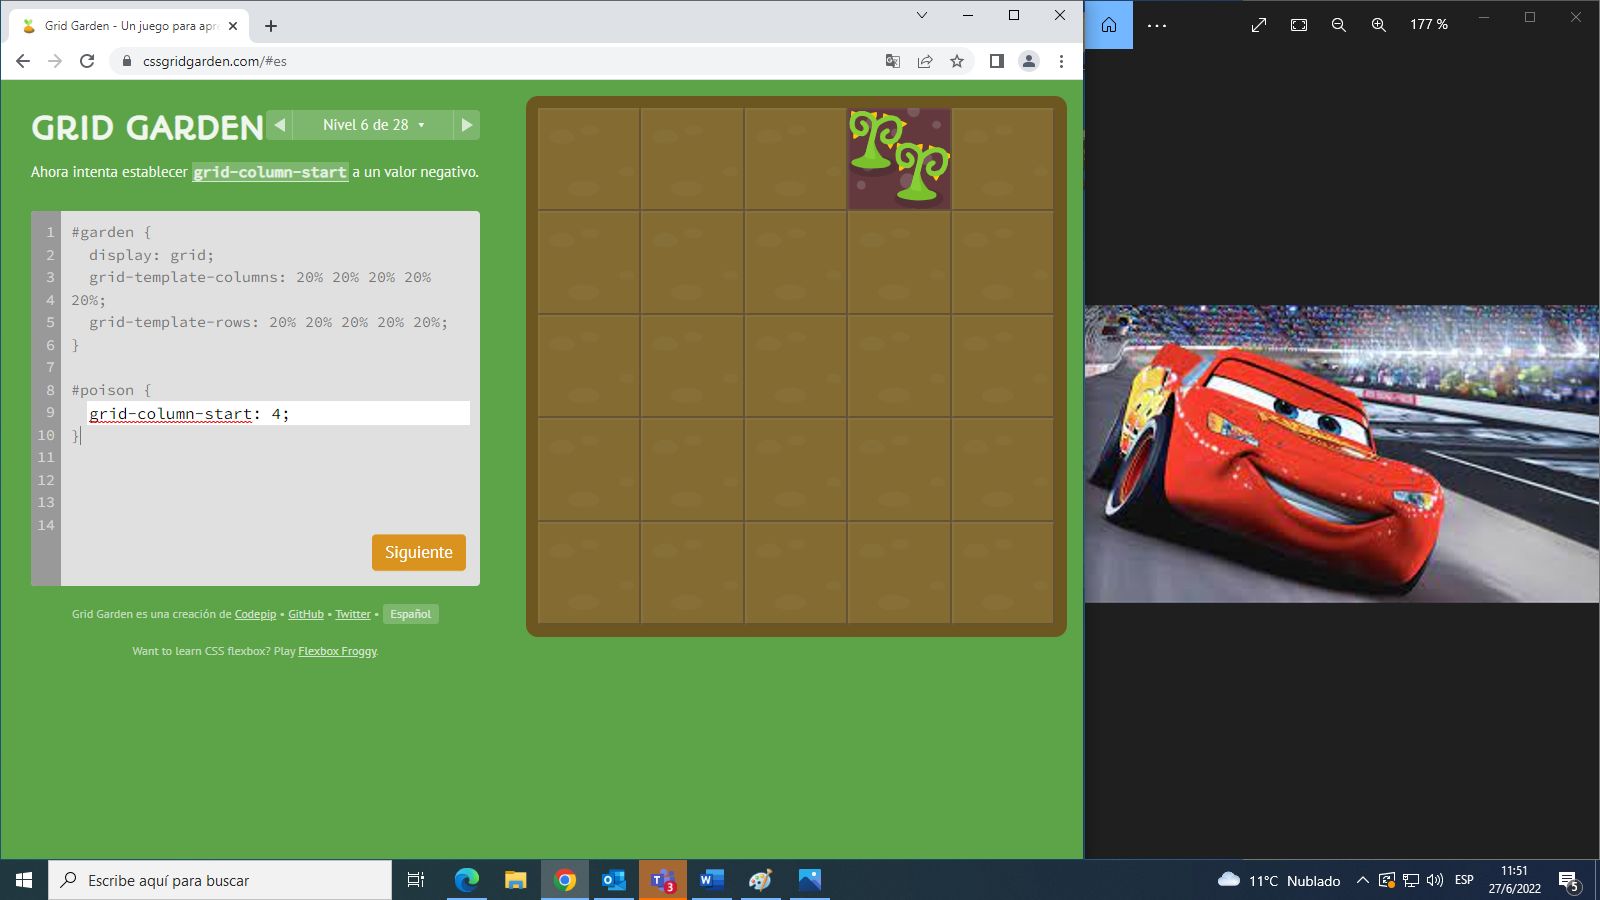 Grid Garden - Un juego para apre
cssgridgarden.com/#es
177 %
GRID GARDEN
Nivel 6 de 28
Ahora intenta establecer grid-column-start a un valor negativo.
1 #garden {
2 display: grid;
3 grid-template-columns: 20% 20% 20% 20%
4 20%;
5 grid-template-rows: 20% 20% 20% 20% 20%;
6 }
7
8 #poison {
9 grid-column-start: 4;
10 }
11
12
13
14
Siguiente
Grid Garden es una creación de Codepip • GitHub • Twitter • Español
Want to learn CSS flexbox? Play Flexbox Froggy.
Escribe aquí para buscar
3
11°C Nublado
ESP
11:51
27/6/2022
5